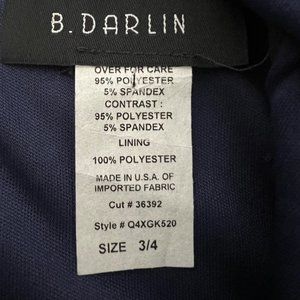 B. DARLIN
OVER FOR CARE
95% POLYESTER
5% SPANDEX
CONTRAST :
95% POLYESTER
5% SPANDEX
LINING
100% POLYESTER
MADE IN U.S.A. OF
IMPORTED FABRIC
Cut # 36392
Style # Q4XGK520
SIZE 3/4